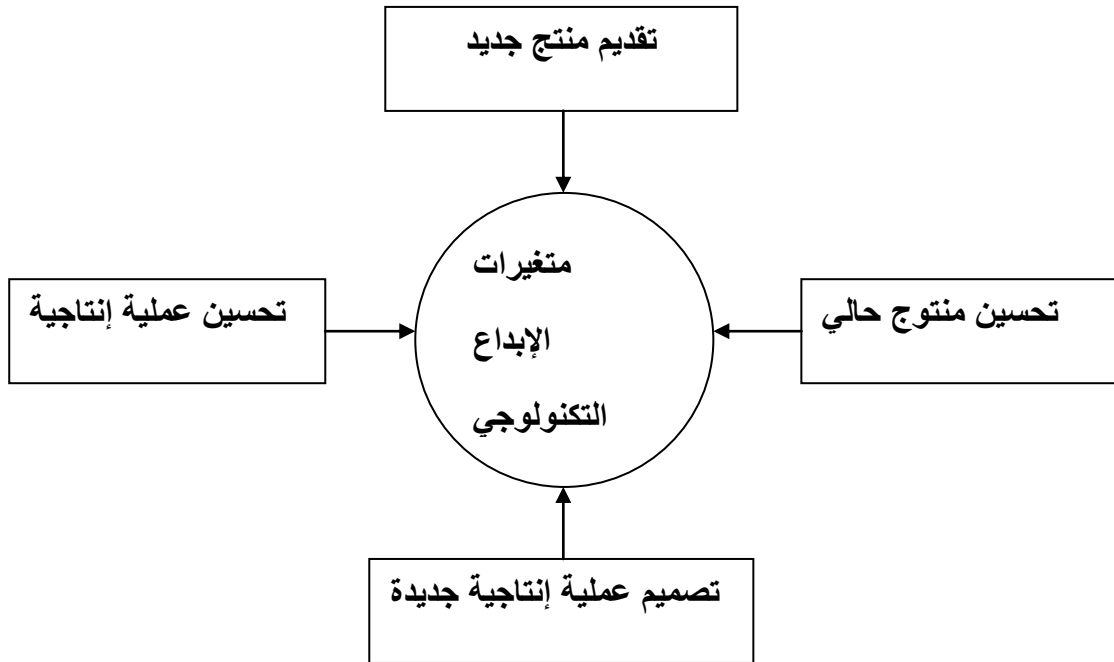 تقديم منتج جديد
متغيرات
الإبداع
التكنولوجي
تحسين منتوج حالي
تحسين عملية إنتاجية
تصميم عملية إنتاجية جديدة